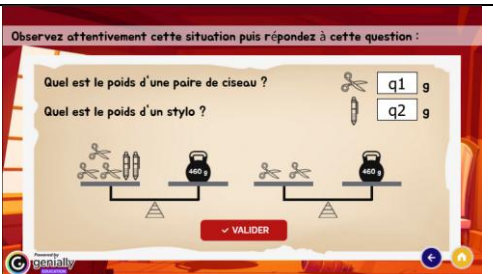 Observez attentivement cette situation puis répondez à cette question :
Quel est le poids d'une paire de ciseau ?
q1 g
Quel est le poids d'un stylo ?
q2 g
460 g
460 g
✓ VALIDER
Powered by
genially
EDUCATION